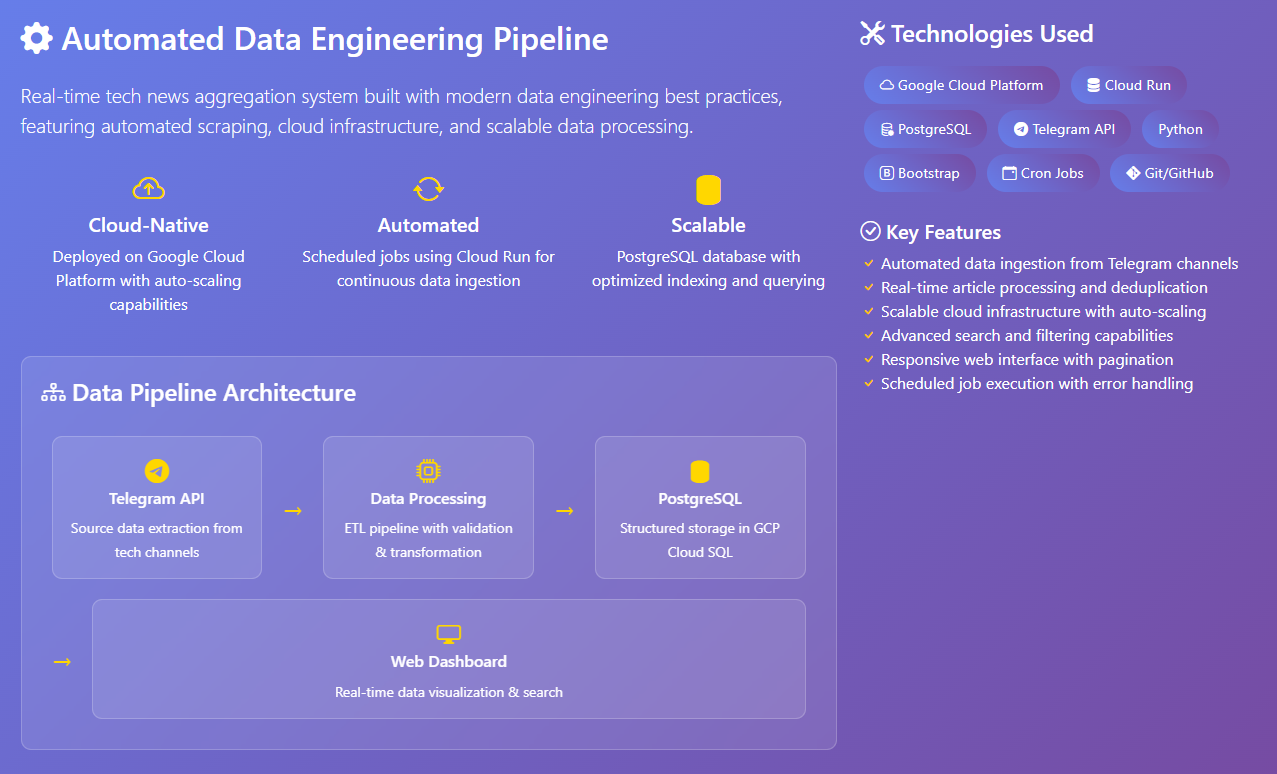 Automated Data Engineering Pipeline
Real-time tech news aggregation system built with modern data engineering best practices,
featuring automated scraping, cloud infrastructure, and scalable data processing.
Cloud-Native
Deployed on Google Cloud
Platform with auto-scaling
capabilities
Automated
Scheduled jobs using Cloud Run for
continuous data ingestion
Scalable
PostgreSQL database with
optimized indexing and querying
Data Pipeline Architecture
Telegram API
Source data extraction from
tech channels
→
Data Processing
ETL pipeline with validation
& transformation
→
PostgreSQL
Structured storage in GCP
Cloud SQL
→
Web Dashboard
Real-time data visualization & search
Technologies Used
Google Cloud Platform
Cloud Run
PostgreSQL
Telegram API
Python
B Bootstrap
Cron Jobs
Git/GitHub
Key Features
Automated data ingestion from Telegram channels
Real-time article processing and deduplication
Scalable cloud infrastructure with auto-scaling
Advanced search and filtering capabilities
Responsive web interface with pagination
Scheduled job execution with error handling